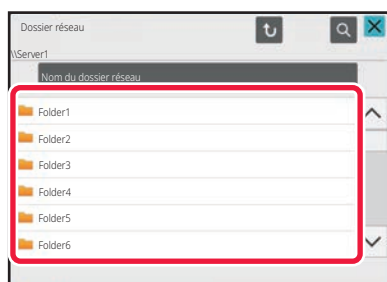 Dossier réseau
\\Server1
Nom du dossier réseau
Folder1
Folder2
Folder3
Folder4
Folder5
Folder6